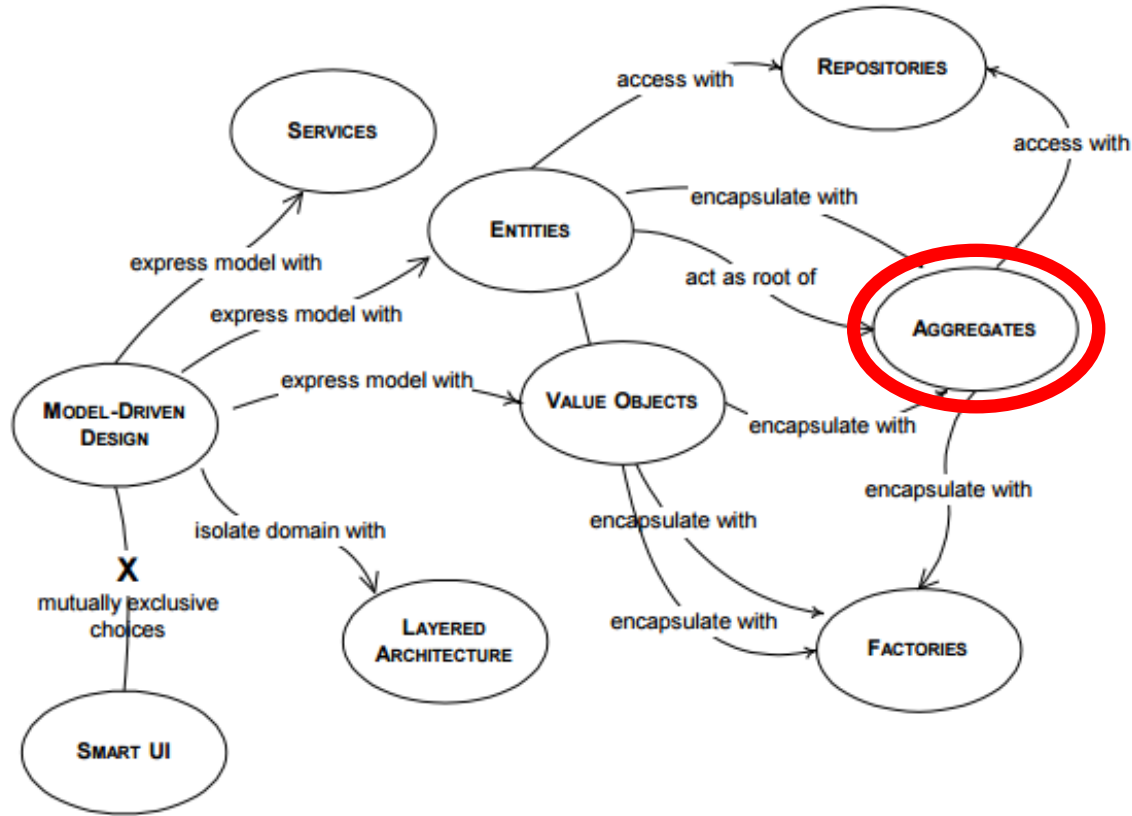 REPOSITORIES
access with
SERVICES
access with
encapsulate with
ENTITIES
express model with
act as root of
express model with
AGGREGATES
express model with
VALUE OBJECTS
MODEL-DRIVEN
DESIGN
encapsulate with
encapsulate with
encapsulate with
isolate domain with
X
mutually exclusive
choices
encapsulate with
LAYERED
ARCHITECTURE
FACTORIES
SMART UI